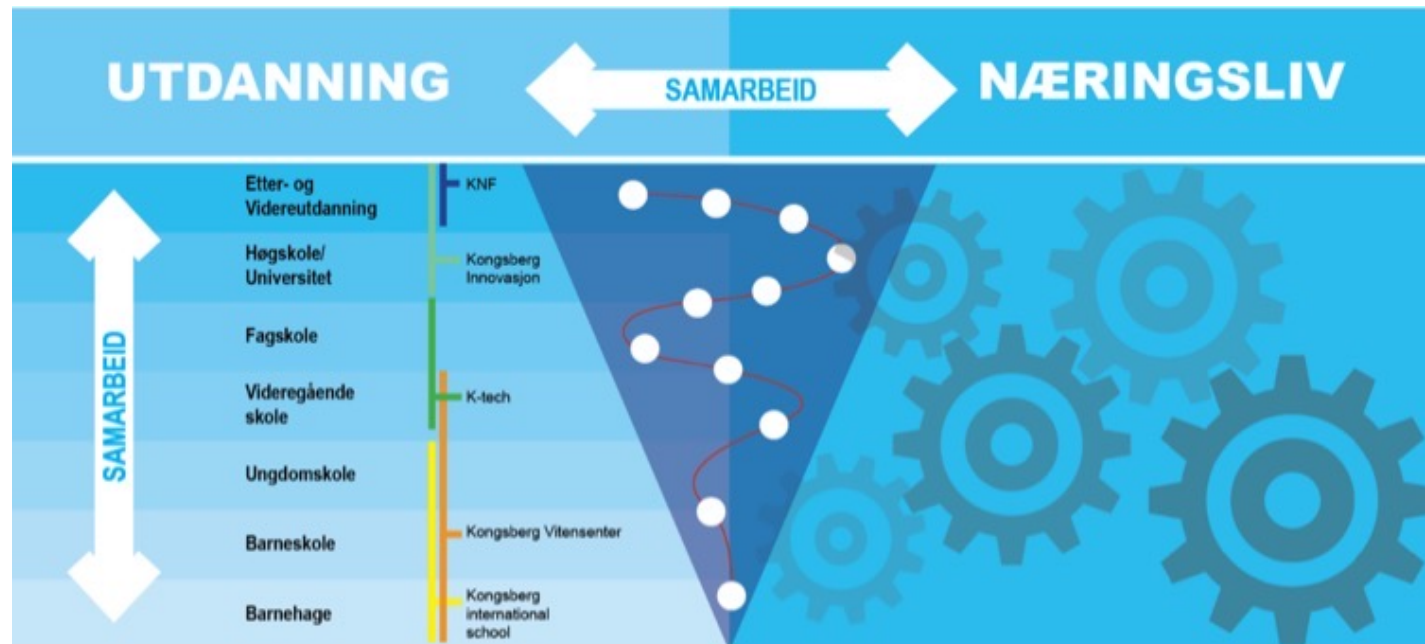 UTDANNING
SAMARBEID
NÆRINGSLIV
SAMARBEID
Etter- og
Videreutdanning
KNF
Høgskole/
Universitet
Kongsberg
Innovasjon
Fagskole
Videregående
skole
K-tech
Ungdomskole
Barneskole
Kongsberg Vitensenter
Barnehage
Kongsberg
international
school